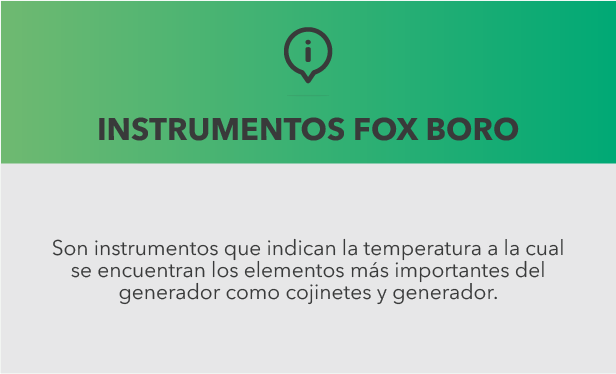 INSTRUMENTOS FOX BORO
Son instrumentos que indican la temperatura a la cual
se encuentran los elementos más importantes del
generador como cojinetes y generador.